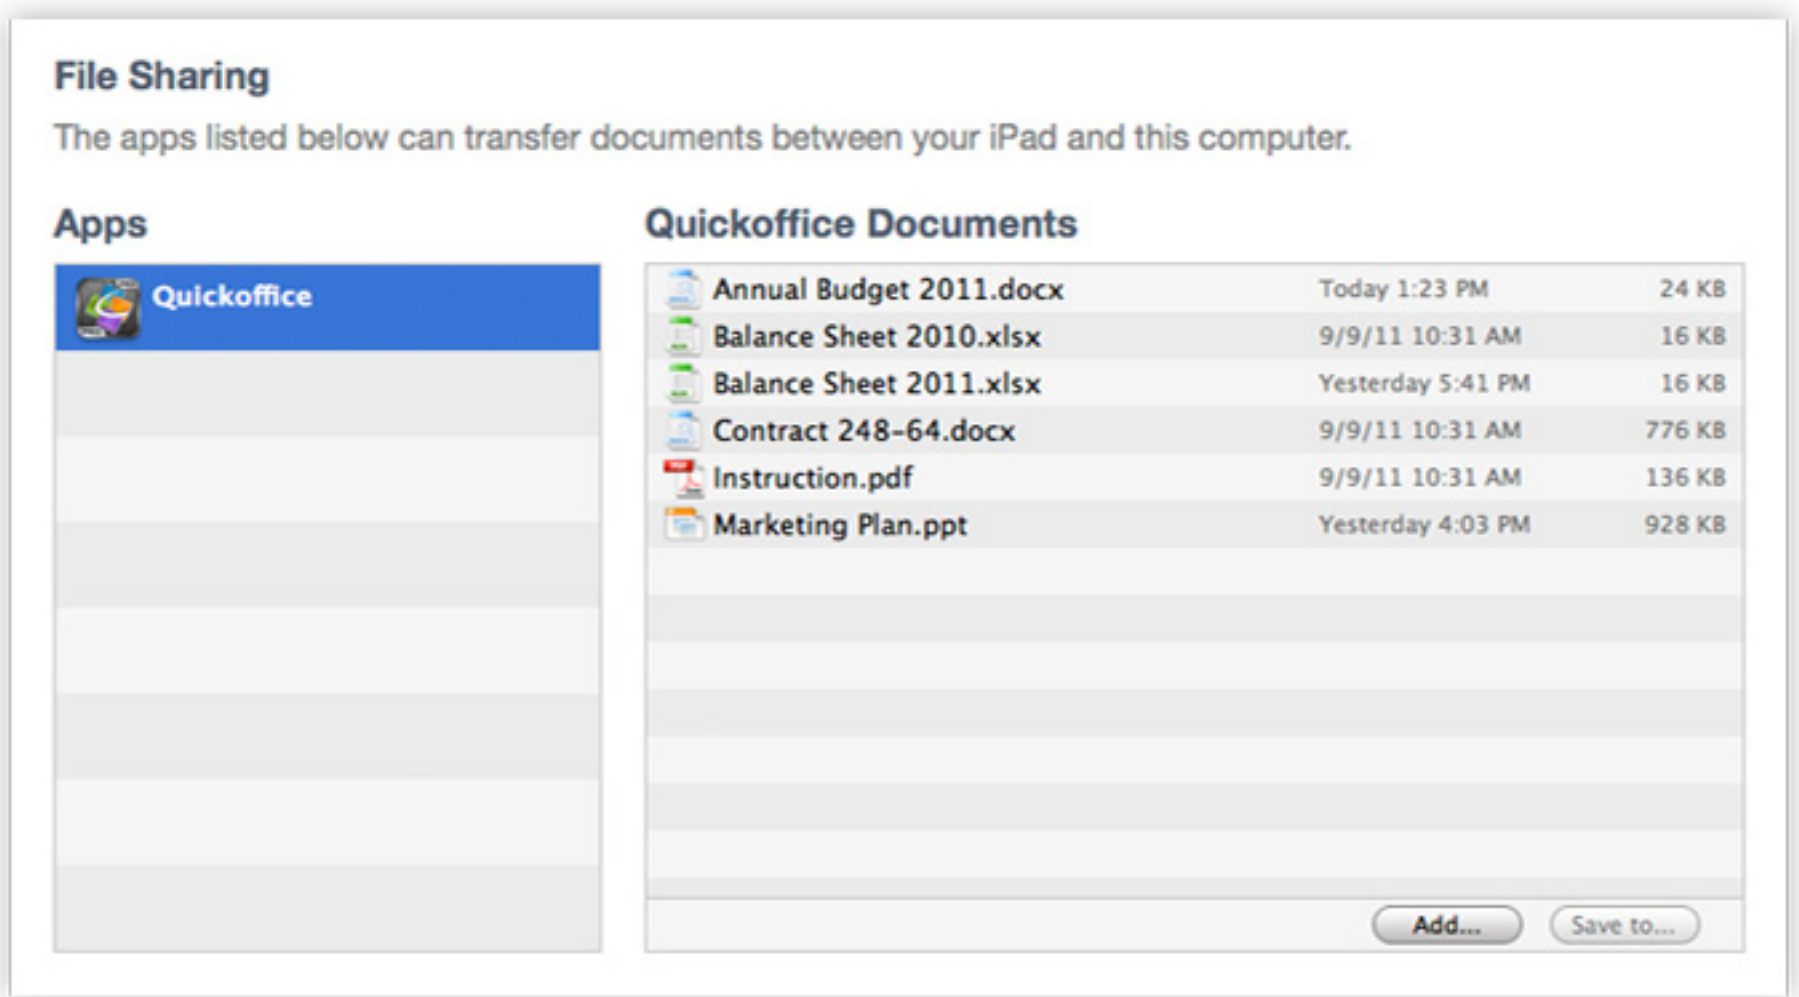 File Sharing
The apps listed below can transfer documents between your iPad and this computer.
Apps
Quickoffice
Quickoffice Documents
Annual Budget 2011.docx Today 1:23 PM 24 KB
Balance Sheet 2010.xlsx 9/9/11 10:31 AM 16 KB
Balance Sheet 2011.xlsx Yesterday 5:41 PM 16 KB
Contract 248-64.docx 9/9/11 10:31 AM 776 KB
Instruction.pdf 9/9/11 10:31 AM 136 KB
Marketing Plan.ppt Yesterday 4:03 PM 928 KB
Add... Save to...